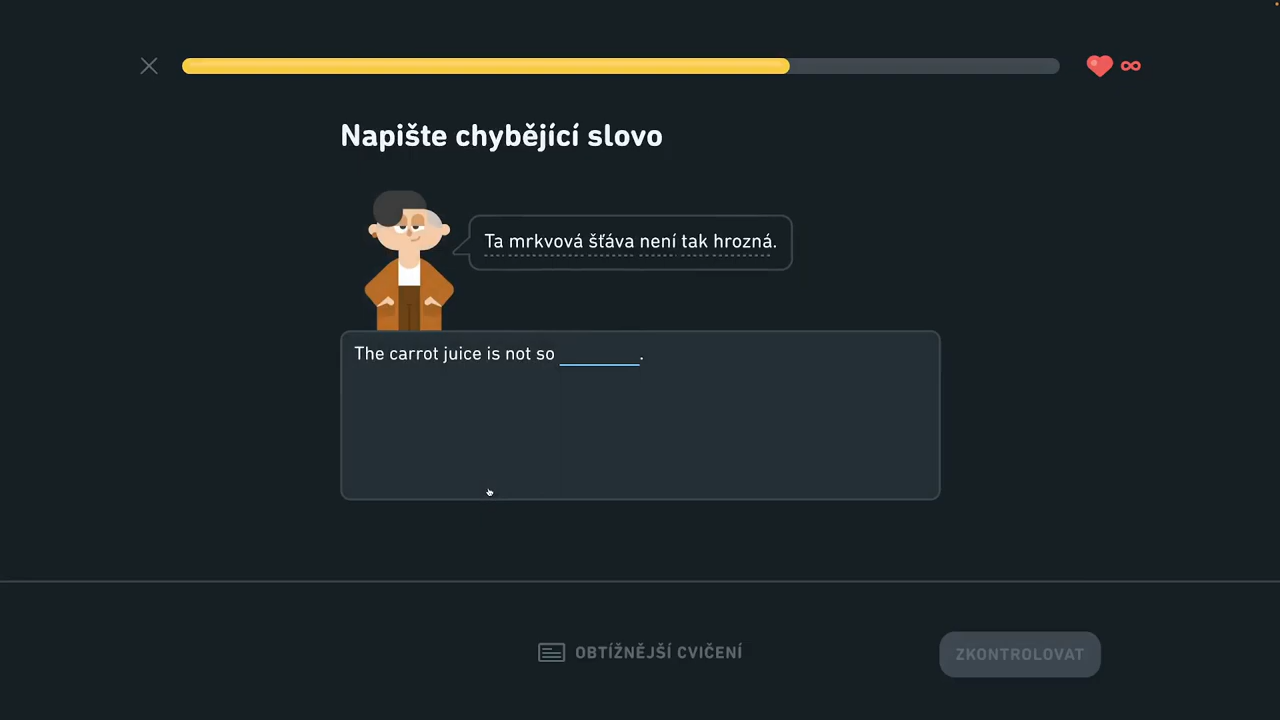 ∞
Napište chybějící slovo
Ta mrkvová šťáva není tak hrozná.
The carrot juice is not so ________.
OBTÍŽNĚJŠÍ CVIČENÍ
ZKONTROLOVAT